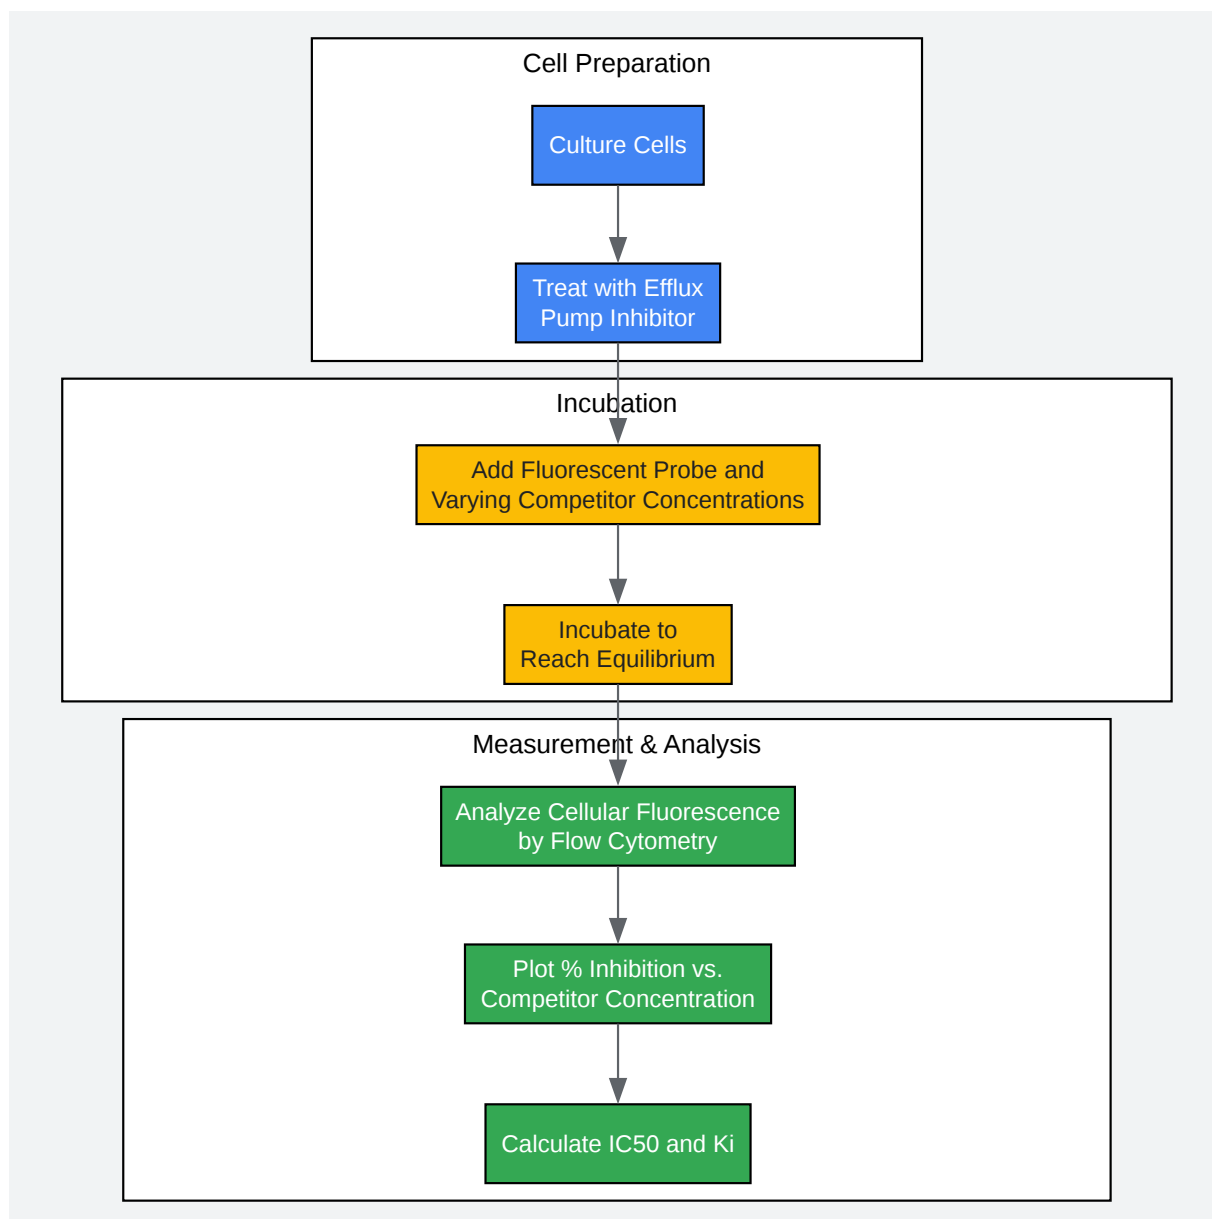 Cell Preparation
Culture Cells
Treat with Efflux
Pump Inhibitor
Incubation
Add Fluorescent Probe and
Varying Competitor Concentrations
Incubate to
Reach Equilibrium
Measurement & Analysis
Analyze Cellular Fluorescence
by Flow Cytometry
Plot % Inhibition vs.
Competitor Concentration
Calculate IC50 and Ki